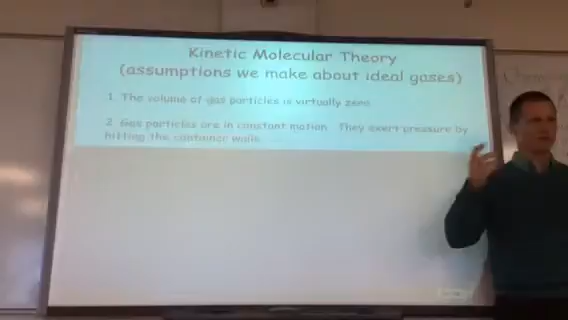 Kinetic Molecular Theory
(assumptions we make about ideal gases)
1. The volume of gas particles is virtually zero.
2. Gas particles are in constant motion. They exert pressure by
hitting the container walls.